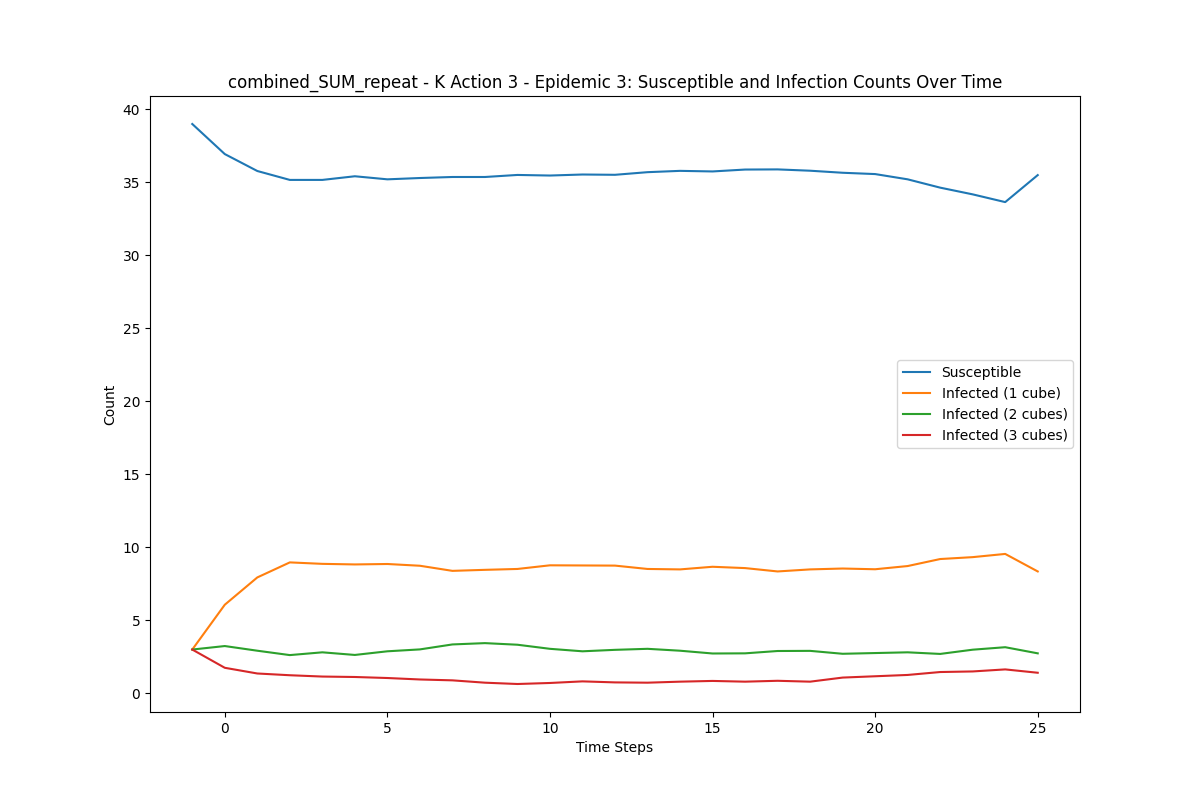 combined_SUM_repeat - K Action 3 - Epidemic 3: Susceptible and Infection Counts Over Time
40
35
30
25
20
15
10
5
0
Count
Susceptible
Infected (1 cube)
Infected (2 cubes)
Infected (3 cubes)
0 5 10 15 20 25
Time Steps